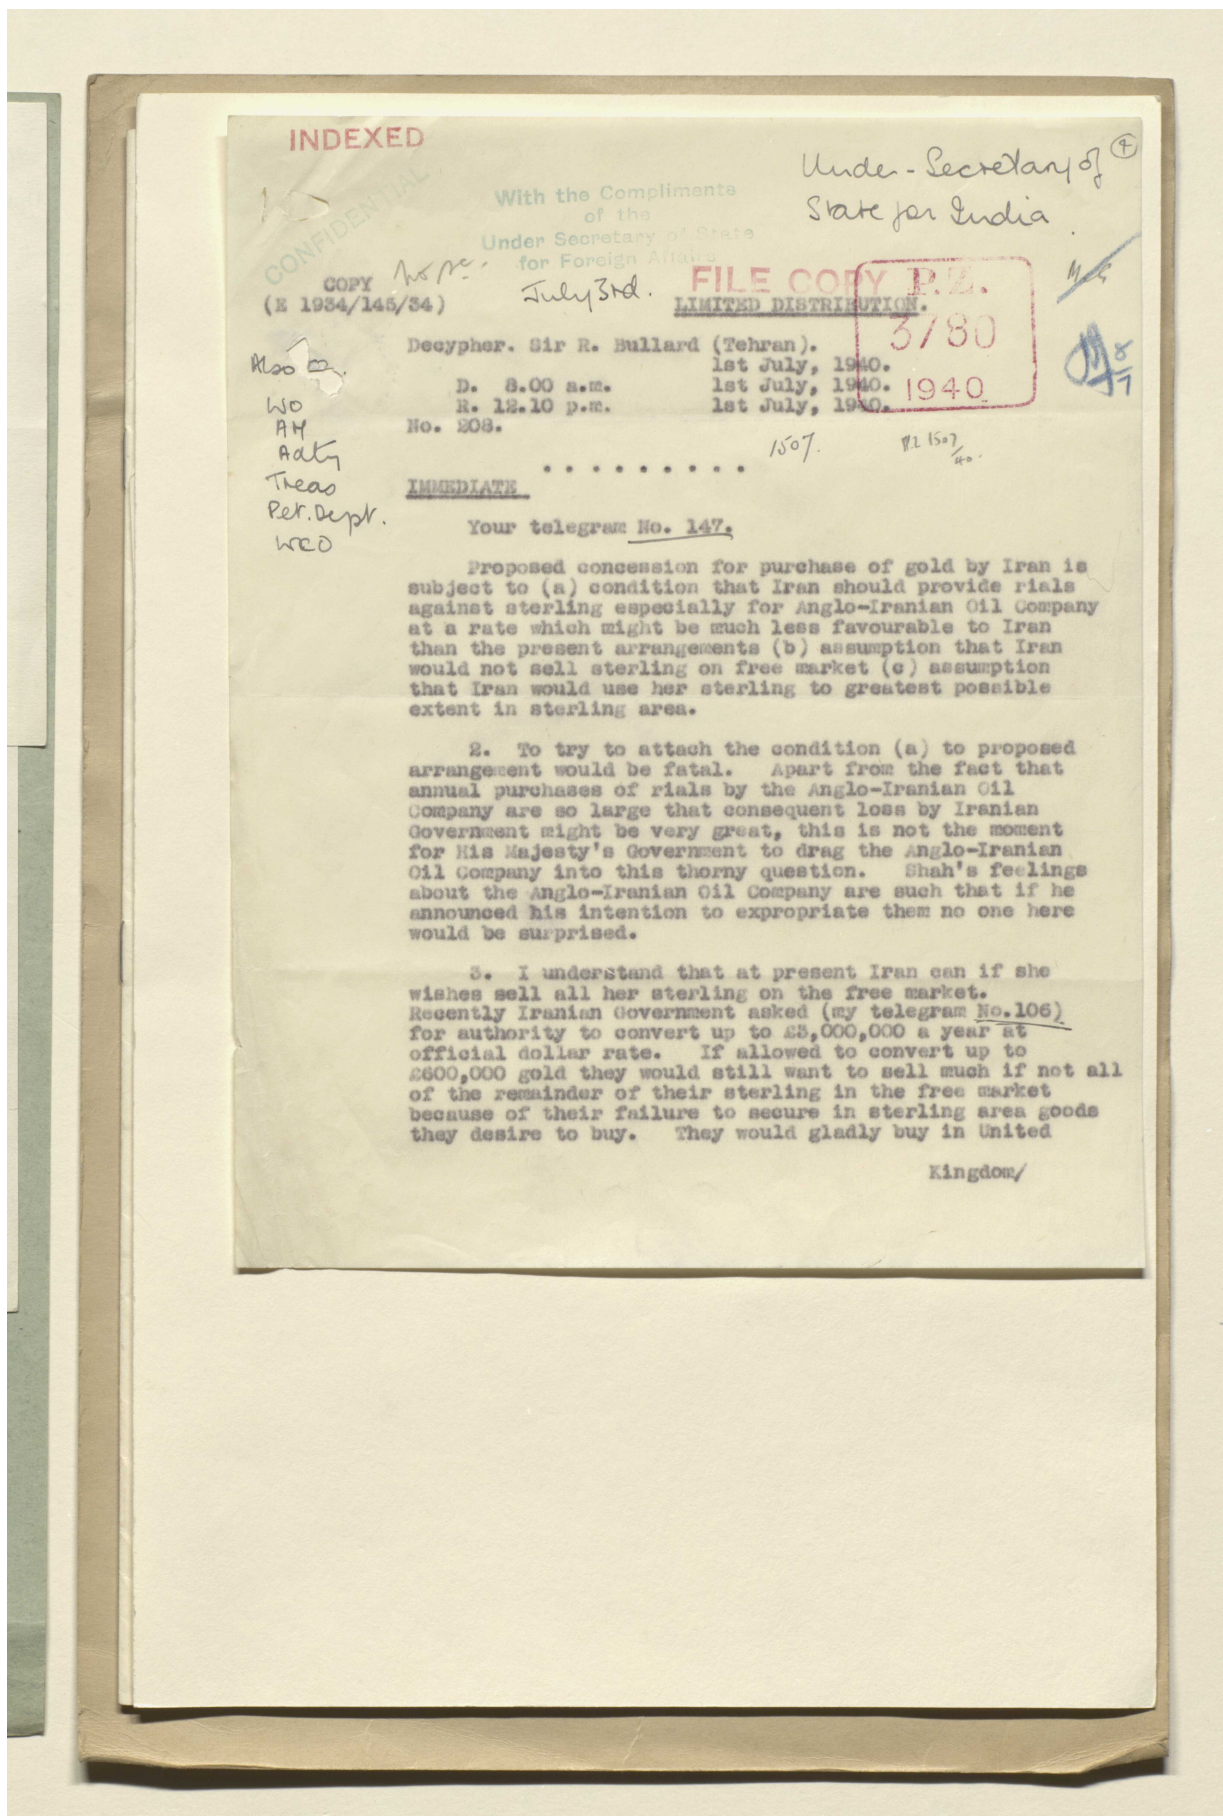 INDEXED
CONFIDENTIAL
With the Compliments
of the
Under Secretary of State
for Foreign Affairs
Under-Secretary of
State for India
COPY
(E 1934/145/34)
July 3rd.
FILE COPY
LIMITED DISTRIBUTION.
P.Z.
3780
1940
8/7
Decypher. Sir R. Bullard (Tehran).
1st July, 1940.
D. 8.00 a.m. 1st July, 1940.
R. 12.10 p.m. 1st July, 1940.
No. 208.
Also
WO
AM
Adty
Treas
Pet. Dept.
1507.
P.Z 1507/40.
. . . . . . . . . .
IMMEDIATE
Your telegram No. 147.
Proposed concession for purchase of gold by Iran is
subject to (a) condition that Iran should provide rials
against sterling especially for Anglo-Iranian Oil Company
at a rate which might be much less favourable to Iran
than the present arrangements (b) assumption that Iran
would not sell sterling on free market (c) assumption
that Iran would use her sterling to greatest possible
extent in sterling area.
2. To try to attach the condition (a) to proposed
arrangement would be fatal. Apart from the fact that
annual purchases of rials by the Anglo-Iranian Oil
Company are so large that consequent loss by Iranian
Government might be very great, this is not the moment
for His Majesty's Government to drag the Anglo-Iranian
Oil Company into this thorny question. Shah's feelings
about the Anglo-Iranian Oil Company are such that if he
announced his intention to expropriate them no one here
would be surprised.
3. I understand that at present Iran can if she
wishes sell all her sterling on the free market.
Recently Iranian Government asked (my telegram No.106)
for authority to convert up to £3,000,000 a year at
official dollar rate. If allowed to convert up to
£600,000 gold they would still want to sell much if not all
of the remainder of their sterling in the free market
because of their failure to secure in sterling area goods
they desire to buy. They would gladly buy in United
Kingdom/